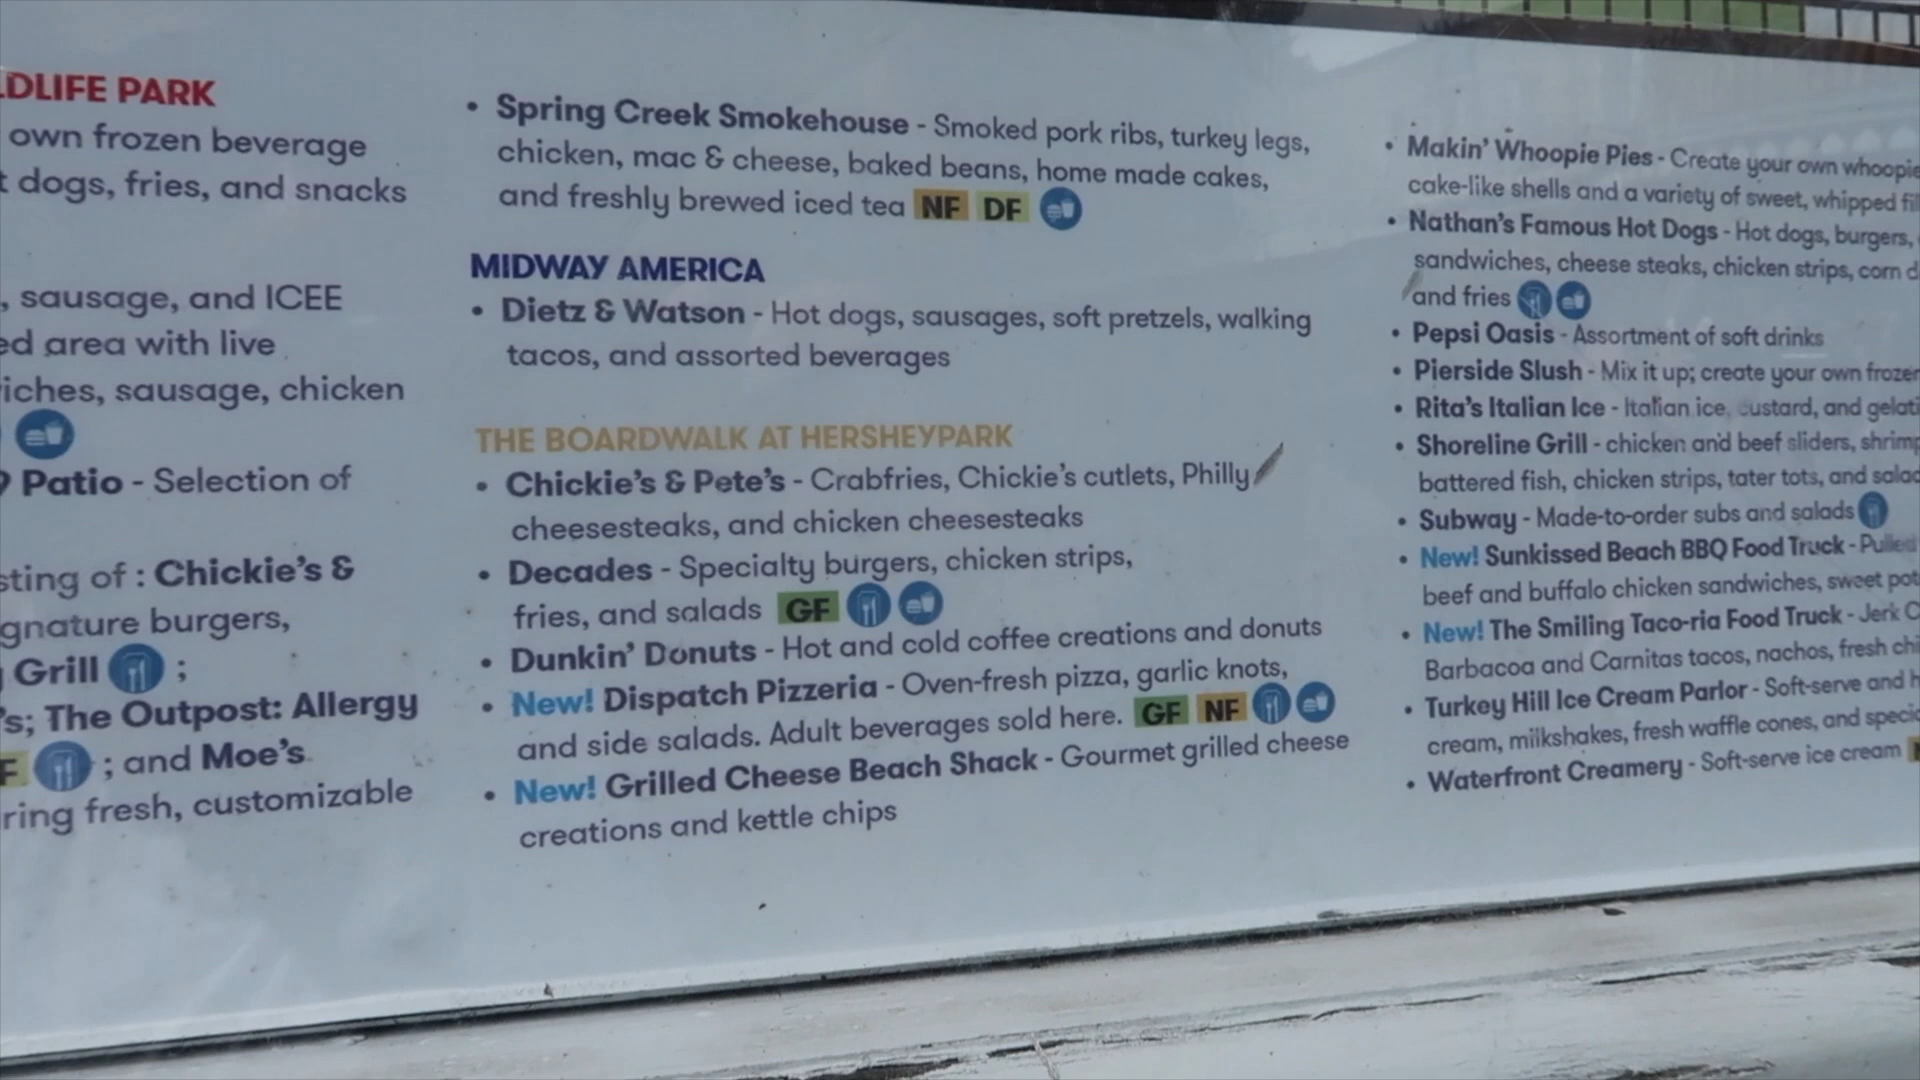 DLIFE PARK
own frozen beverage
t dogs, fries, and snacks
, sausage, and ICEE
ed area with live
iches, sausage, chicken
Patio - Selection of
sting of : Chickie's &
gnature burgers,
Grill ;
's; The Outpost: Allergy
F ; and Moe's
ring fresh, customizable
• Spring Creek Smokehouse - Smoked pork ribs, turkey legs,
chicken, mac & cheese, baked beans, home made cakes,
and freshly brewed iced tea NF DF
MIDWAY AMERICA
• Dietz & Watson - Hot dogs, sausages, soft pretzels, walking
tacos, and assorted beverages
THE BOARDWALK AT HERSHEYPARK
• Chickie's & Pete's - Crabfries, Chickie's cutlets, Philly
cheesesteaks, and chicken cheesesteaks
• Decades - Specialty burgers, chicken strips,
fries, and salads GF
• Dunkin' Donuts - Hot and cold coffee creations and donuts
• New! Dispatch Pizzeria - Oven-fresh pizza, garlic knots,
and side salads. Adult beverages sold here. GF NF
• New! Grilled Cheese Beach Shack - Gourmet grilled cheese
creations and kettle chips
• Makin' Whoopie Pies - Create your own whoopie
cake-like shells and a variety of sweet, whipped fil
• Nathan's Famous Hot Dogs - Hot dogs, burgers,
sandwiches, cheese steaks, chicken strips, corn d
and fries
• Pepsi Oasis - Assortment of soft drinks
• Pierside Slush - Mix it up; create your own frozen
• Rita's Italian Ice - Italian ice, custard, and gelati
• Shoreline Grill - chicken and beef sliders, shrimp
battered fish, chicken strips, tater tots, and salad
• Subway - Made-to-order subs and salads
• New! Sunkissed Beach BBQ Food Truck - Pulled
beef and buffalo chicken sandwiches, sweet pot
• New! The Smiling Taco-ria Food Truck - Jerk C
Barbacoa and Carnitas tacos, nachos, fresh chi
• Turkey Hill Ice Cream Parlor - Soft-serve and h
cream, milkshakes, fresh waffle cones, and specia
• Waterfront Creamery - Soft-serve ice cream